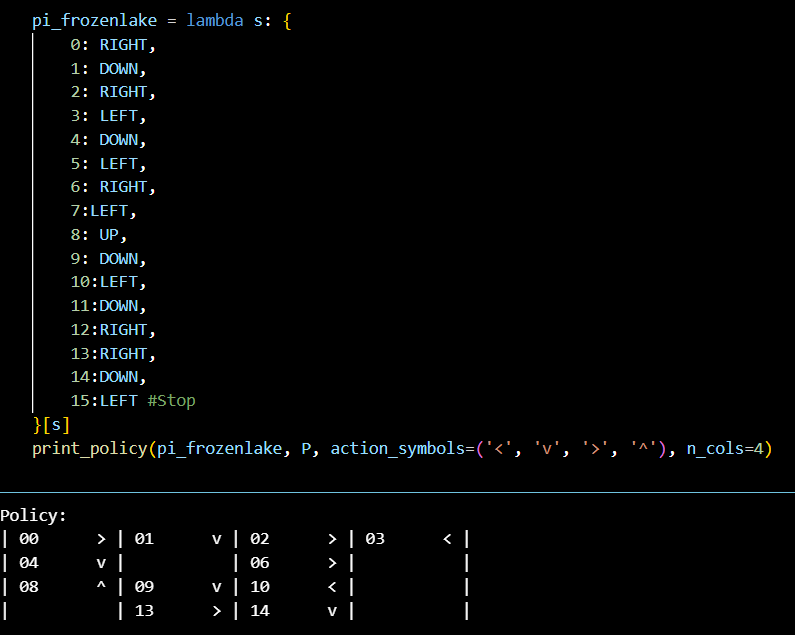 pi_frozenlake = lambda s: {
    0: RIGHT,
    1: DOWN,
    2: RIGHT,
    3: LEFT,
    4: DOWN,
    5: LEFT,
    6: RIGHT,
    7:LEFT,
    8: UP,
    9: DOWN,
    10:LEFT,
    11:DOWN,
    12:RIGHT,
    13:RIGHT,
    14:DOWN,
    15:LEFT #Stop
}[s]
print_policy(pi_frozenlake, P, action_symbols=('<', 'v', '>', '^'), n_cols=4)
Policy:
| 00      > | 01      v | 02      > | 03      < |
| 04      v |           | 06      > |           |
| 08      ^ | 09      v | 10      < |           |
|           | 13      > | 14      v |           |